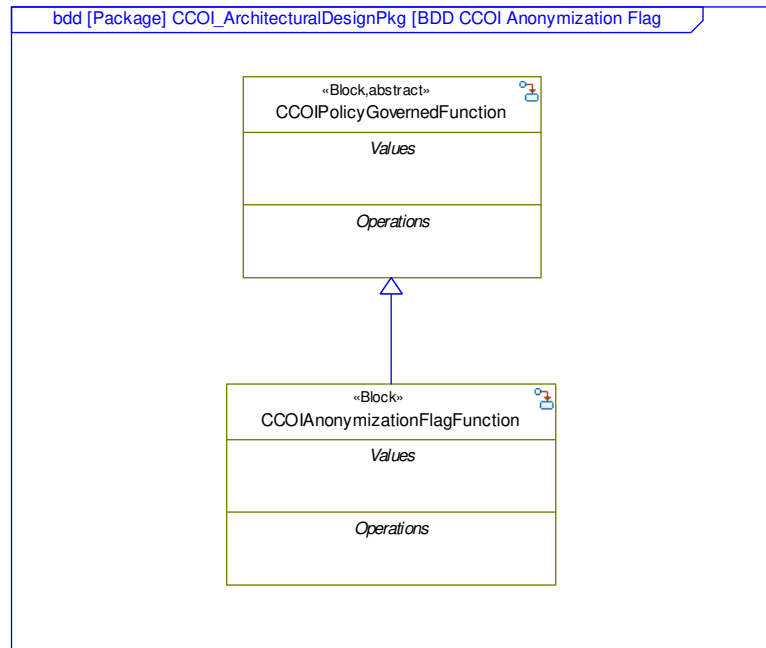 bdd [Package] CCOI_ArchitecturalDesignPkg [BDD CCOI Anonymization Flag
«Block,abstract»
CCOIPolicyGovernedFunction
Values
Operations
«Block»
CCOIAnonymizationFlagFunction
Values
Operations